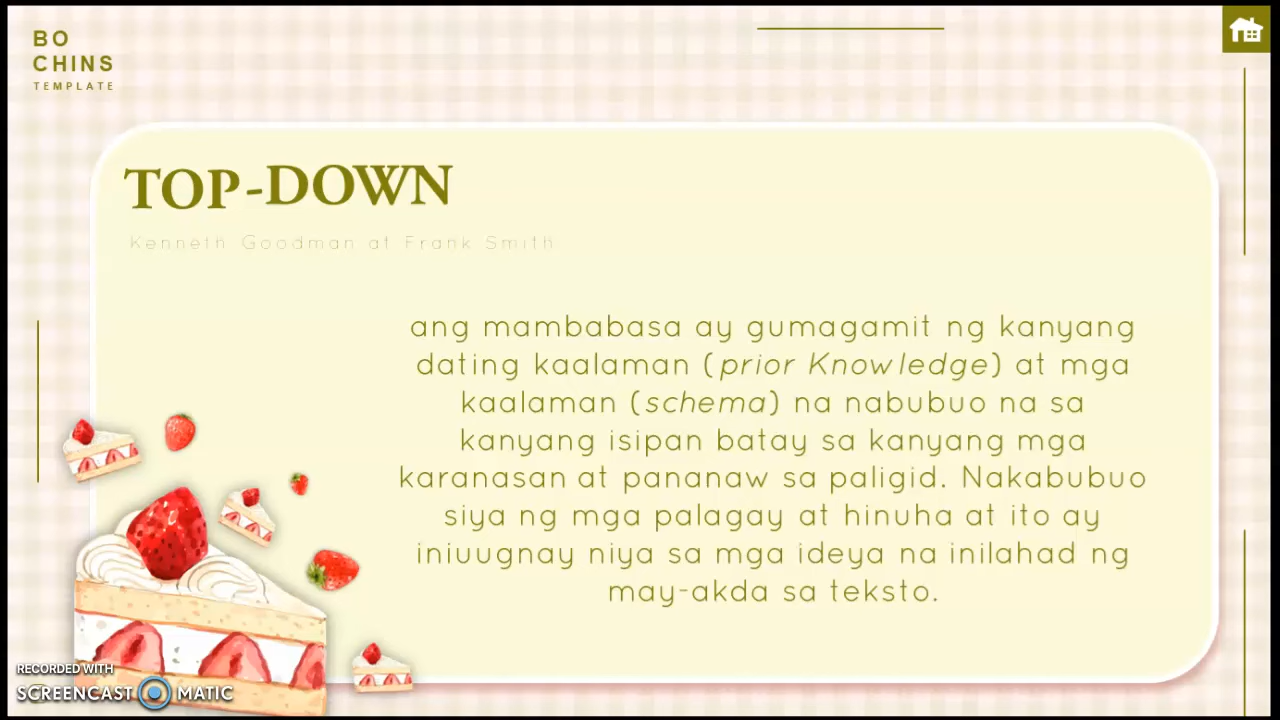 BO
CHINS
TEMPLATE
TOP-DOWN
Kenneth Goodman at Frank Smith
ang mambabasa ay gumagamit ng kanyang
dating kaalaman (prior Knowledge) at mga
kaalaman (schema) na nabubuo na sa
kanyang isipan batay sa kanyang mga
karanasan at pananaw sa paligid. Nakabubuo
siya ng mga palagay at hinuha at ito ay
iniuugnay niya sa mga ideya na inilahad ng
may-akda sa teksto.
RECORDED WITH
SCREENCAST MATIC